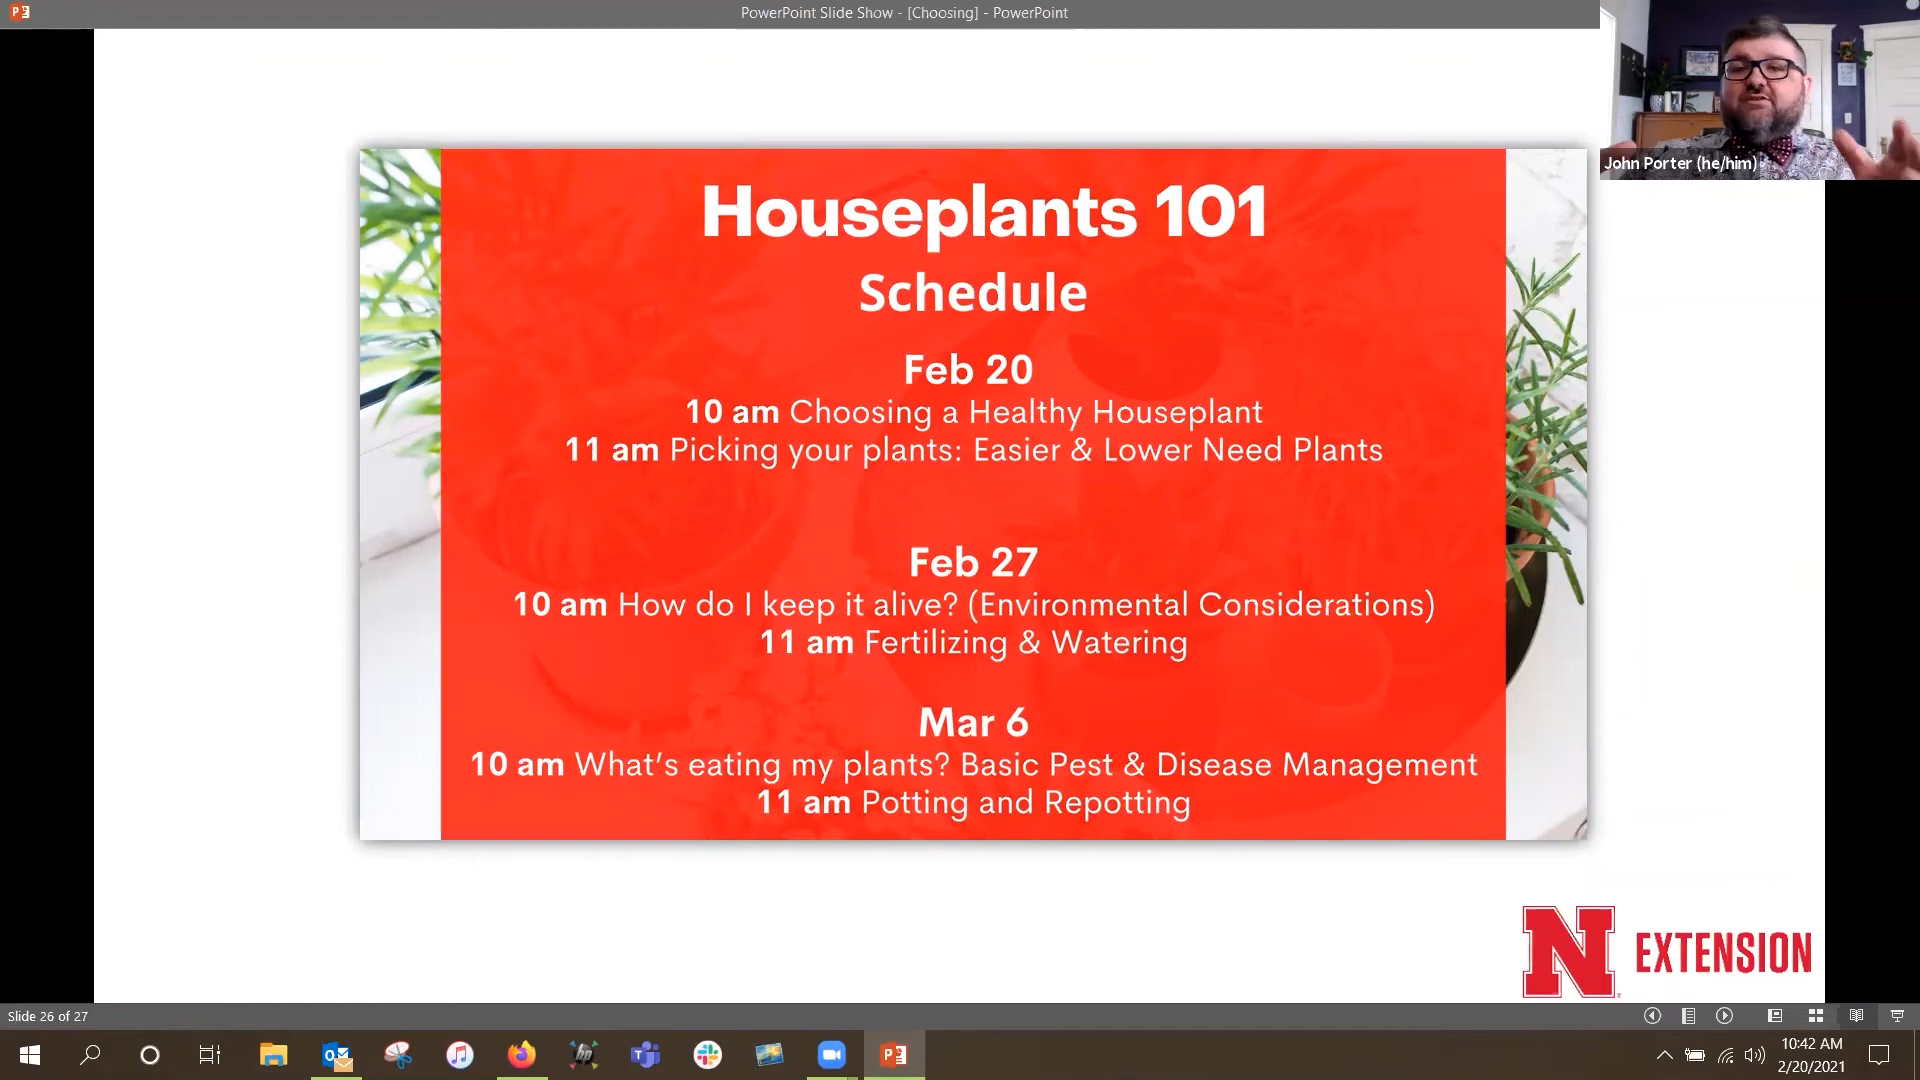 PowerPoint Slide Show - [Choosing] - PowerPoint
John Porter (he/him)
Houseplants 101
Schedule
Feb 20
10 am Choosing a Healthy Houseplant
11 am Picking your plants: Easier & Lower Need Plants
Feb 27
10 am How do I keep it alive? (Environmental Considerations)
11 am Fertilizing & Watering
Mar 6
10 am What's eating my plants? Basic Pest & Disease Management
11 am Potting and Repotting
N EXTENSION
Slide 26 of 27
10:42 AM
2/20/2021